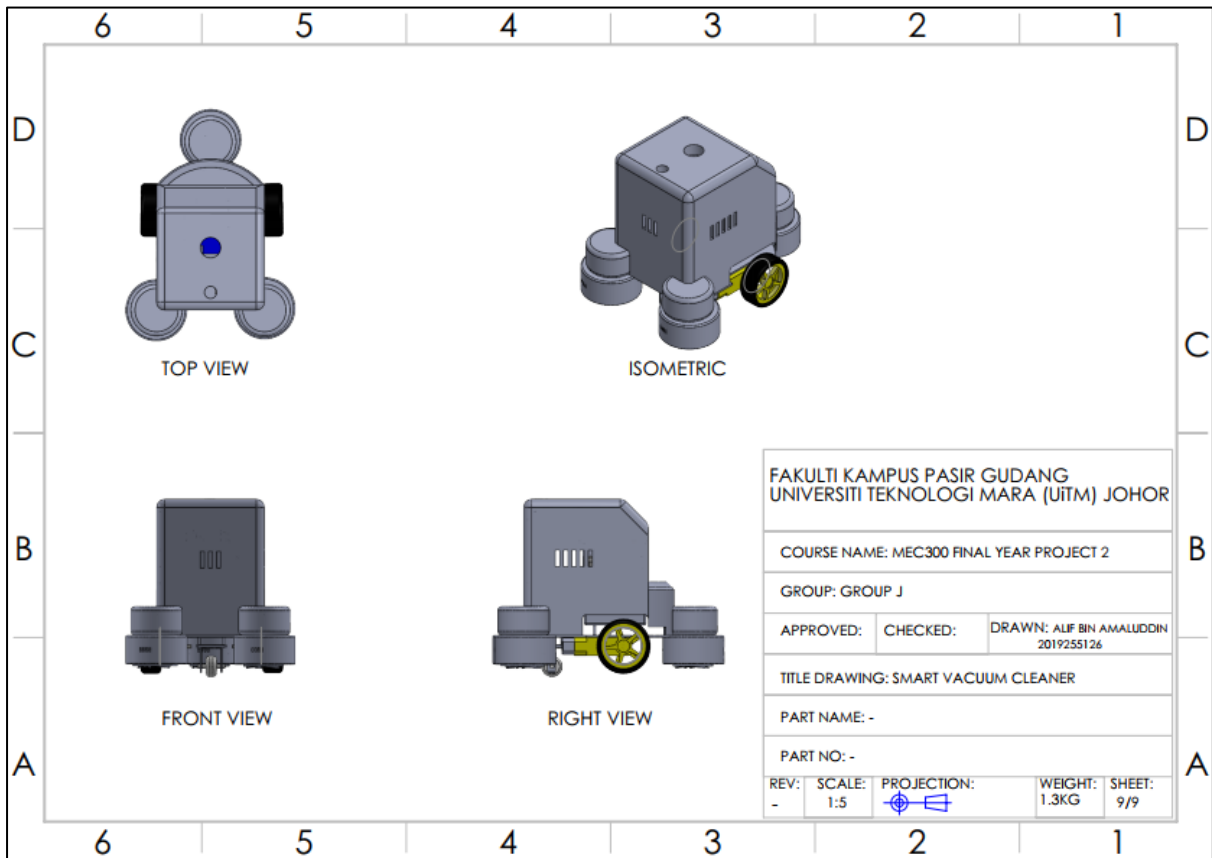 6 5 4 3 2 1
D D
TOP VIEW
ISOMETRIC
C C
FAKULTI KAMPUS PASIR GUDANG
UNIVERSITI TEKNOLOGI MARA (UiTM) JOHOR
COURSE NAME: MEC300 FINAL YEAR PROJECT 2
B B
GROUP: GROUP J
APPROVED: CHECKED: DRAWN: ALIF BIN AMALUDDIN
2019255126
TITLE DRAWING: SMART VACUUM CLEANER
FRONT VIEW
RIGHT VIEW
PART NAME: -
PART NO: -
A A
REV: SCALE: PROJECTION: WEIGHT: SHEET:
- 1:5 1.3KG 9/9
6 5 4 3 2 1